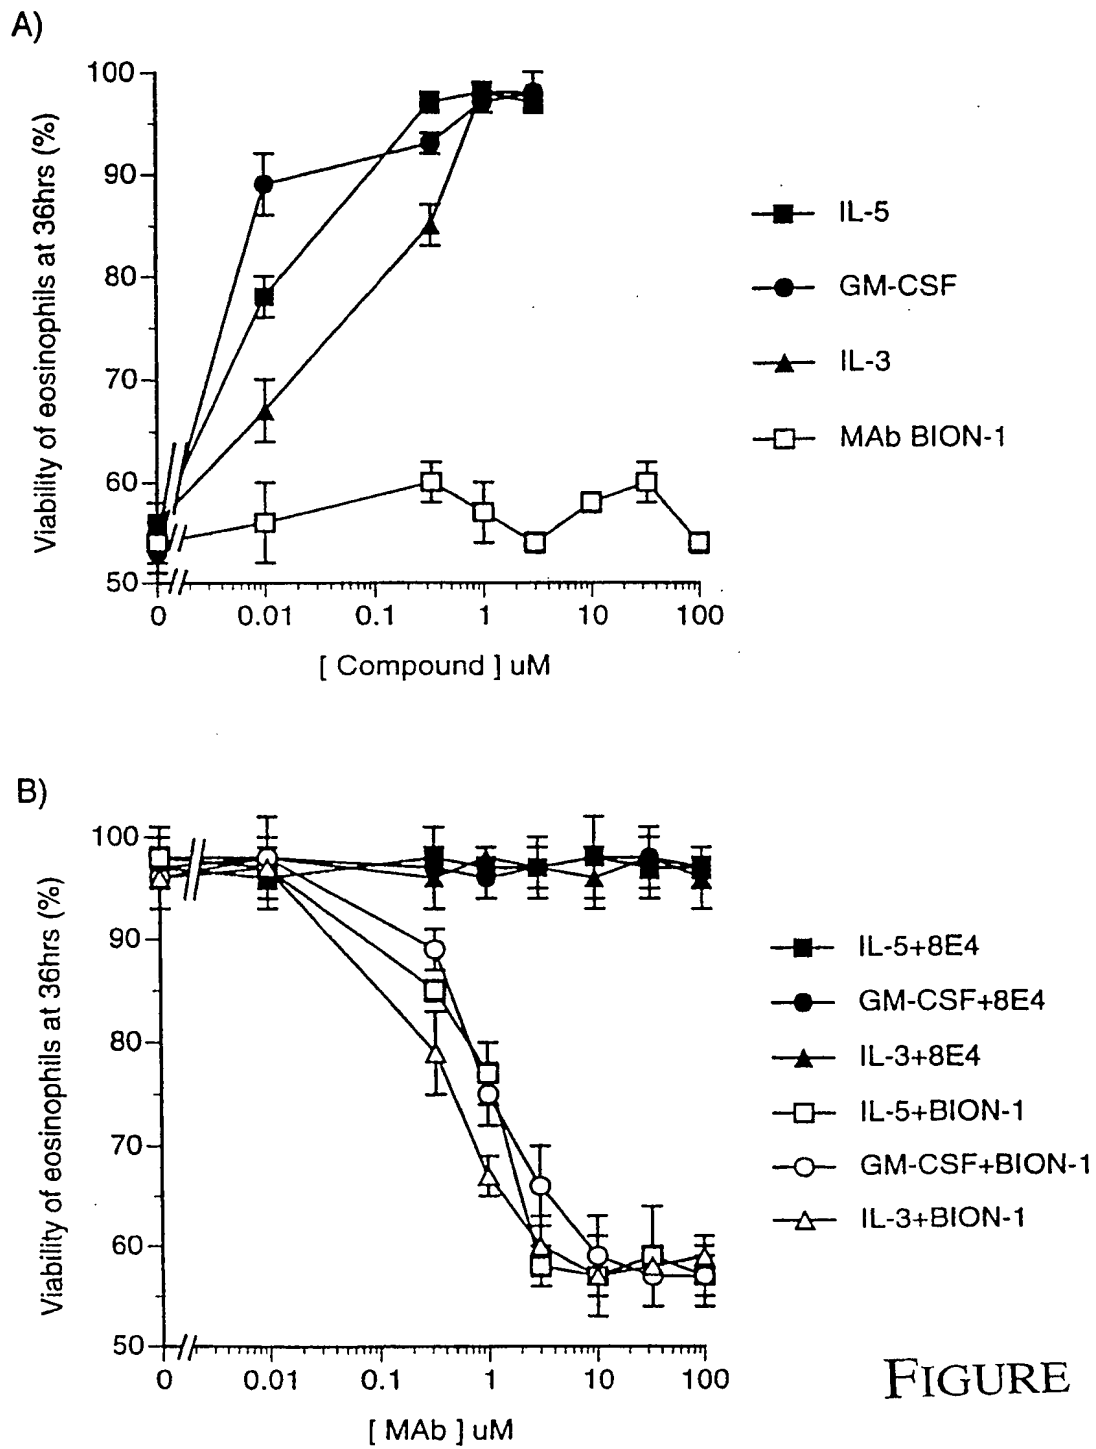 A)
Viability of eosinophils at 36hrs (%)
100
90
80
70
60
50
0 0.01 0.1 1 10 100
[ Compound ] uM
IL-5
GM-CSF
IL-3
MAb BION-1
B)
Viability of eosinophils at 36hrs (%)
100
90
80
70
60
50
0 0.01 0.1 1 10 100
[ MAb ] uM
IL-5+8E4
GM-CSF+8E4
IL-3+8E4
IL-5+BION-1
GM-CSF+BION-1
IL-3+BION-1
FIGURE